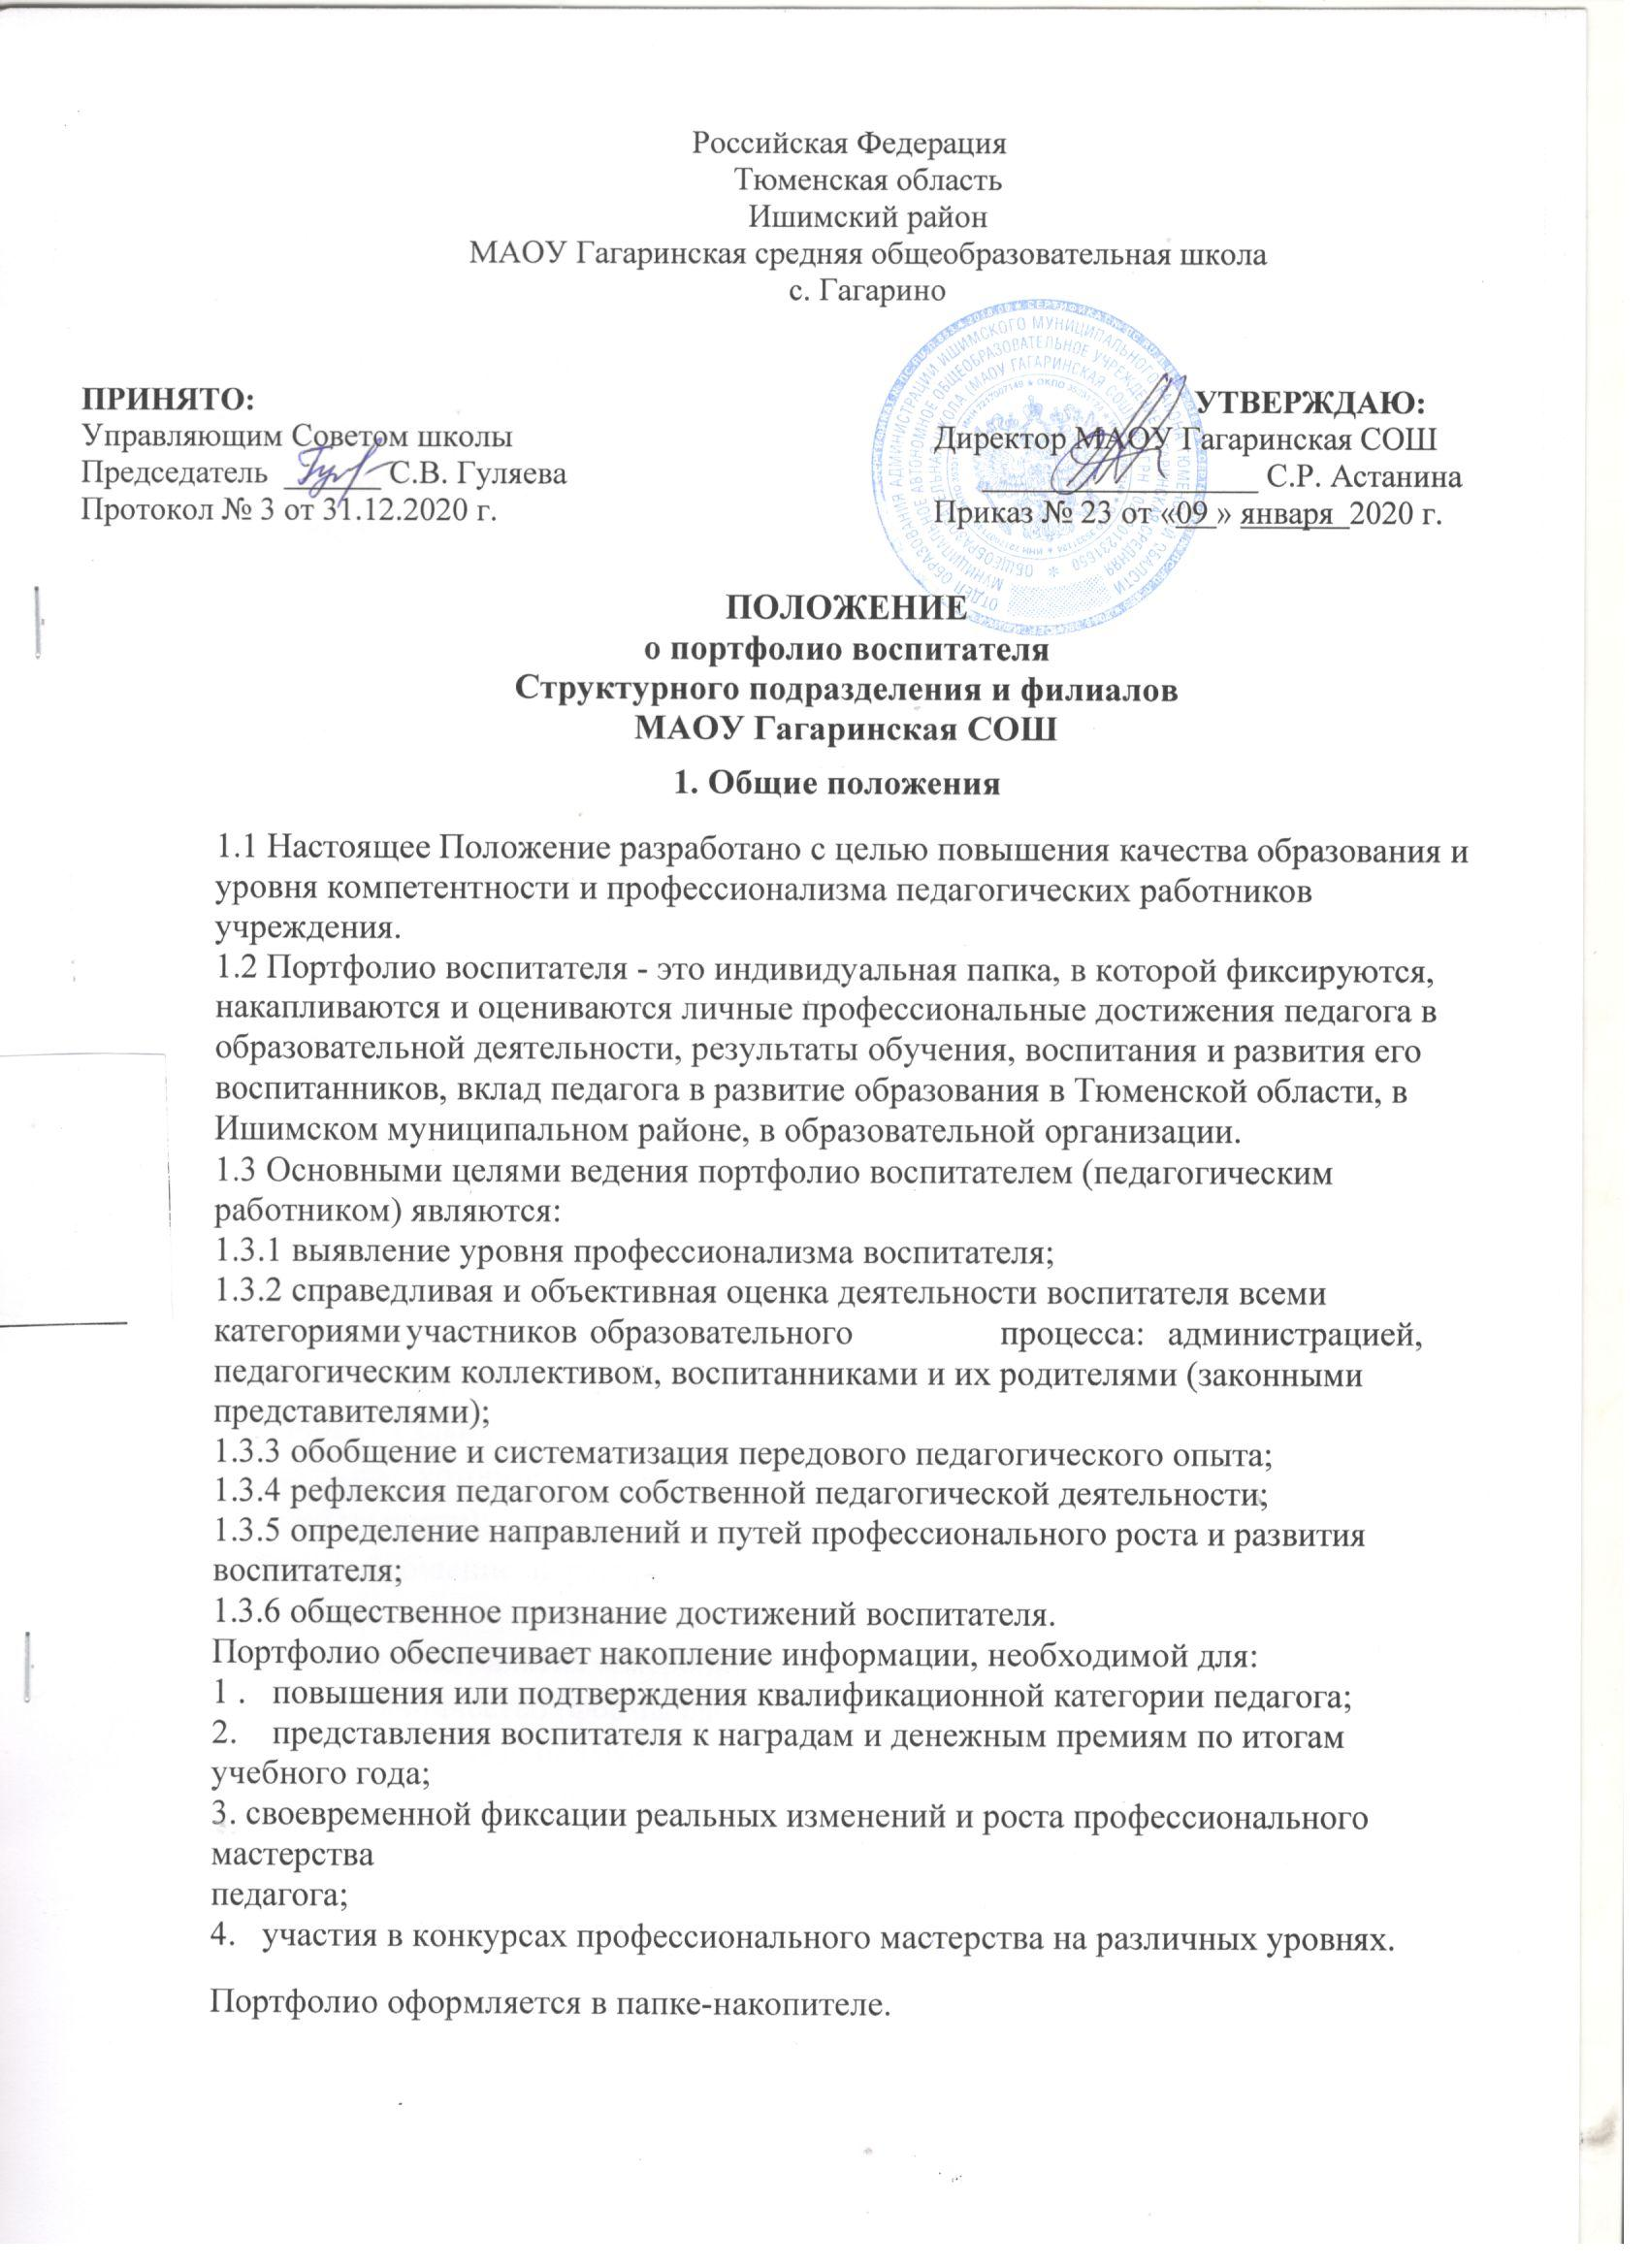 Российская Федерация
Тюменская область
Ишимский район
МАОУ Гагаринская средняя общеобразовательная школа
с. Гагарино
ПРИНЯТО:
Управляющим Советом школы
Председатель ______ С.В. Гуляева
Протокол № 3 от 31.12.2020 г.
УТВЕРЖДАЮ:
Директор МАОУ Гагаринская СОШ
_________________ С.Р. Астанина
Приказ № 23 от «09_» января_2020 г.
ПОЛОЖЕНИЕ
о портфолио воспитателя
Структурного подразделения и филиалов
МАОУ Гагаринская СОШ
1. Общие положения
1.1 Настоящее Положение разработано с целью повышения качества образования и
уровня компетентности и профессионализма педагогических работников
учреждения.
1.2 Портфолио воспитателя - это индивидуальная папка, в которой фиксируются,
накапливаются и оцениваются личные профессиональные достижения педагога в
образовательной деятельности, результаты обучения, воспитания и развития его
воспитанников, вклад педагога в развитие образования в Тюменской области, в
Ишимском муниципальном районе, в образовательной организации.
1.3 Основными целями ведения портфолио воспитателем (педагогическим
работником) являются:
1.3.1 выявление уровня профессионализма воспитателя;
1.3.2 справедливая и объективная оценка деятельности воспитателя всеми
категориями участников образовательного процесса: администрацией,
педагогическим коллективом, воспитанниками и их родителями (законными
представителями);
1.3.3 обобщение и систематизация передового педагогического опыта;
1.3.4 рефлексия педагогом собственной педагогической деятельности;
1.3.5 определение направлений и путей профессионального роста и развития
воспитателя;
1.3.6 общественное признание достижений воспитателя.
Портфолио обеспечивает накопление информации, необходимой для:
1 . повышения или подтверждения квалификационной категории педагога;
2. представления воспитателя к наградам и денежным премиям по итогам
учебного года;
3. своевременной фиксации реальных изменений и роста профессионального
мастерства
педагога;
4. участия в конкурсах профессионального мастерства на различных уровнях.
Портфолио оформляется в папке-накопителе.